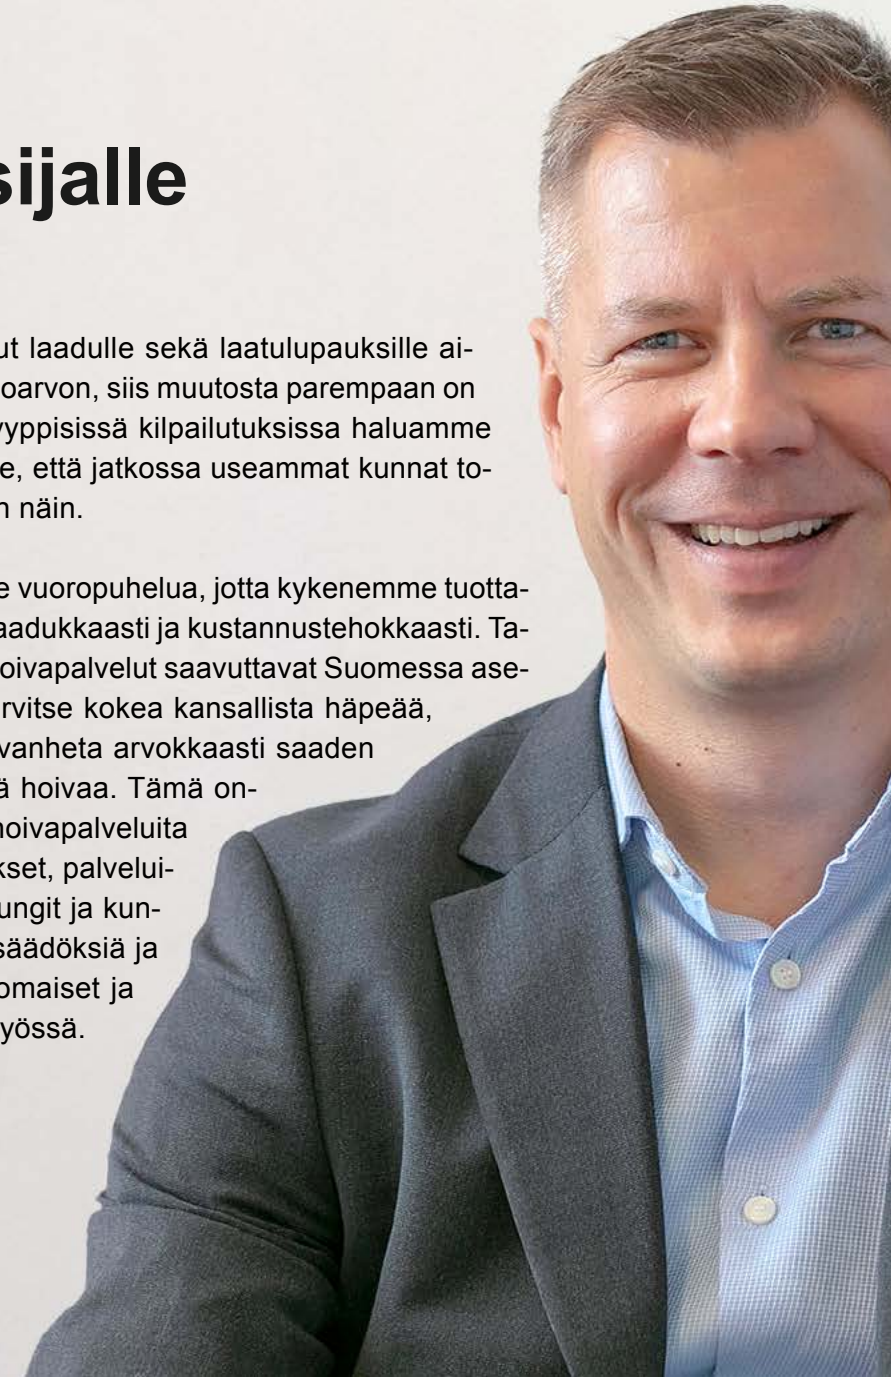 sijalle
ut laadulle sekä laatulupauksille ai-
oarvon, siis muutosta parempaan on
yyppisissä kilpailutuksissa haluamme
e, että jatkossa useammat kunnat to-
n näin.
e vuoropuhelua, jotta kykenemme tuotta-
aadukkaasti ja kustannustehokkaasti. Ta-
oivapalvelut saavuttavat Suomessa ase-
rvitse kokea kansallista häpeää,
vanheta arvokkaasti saaden
ä hoivaa. Tämä on-
hoivapalveluita
kset, palvelui-
ungit ja kun-
säädöksiä ja
omaiset ja
yössä.